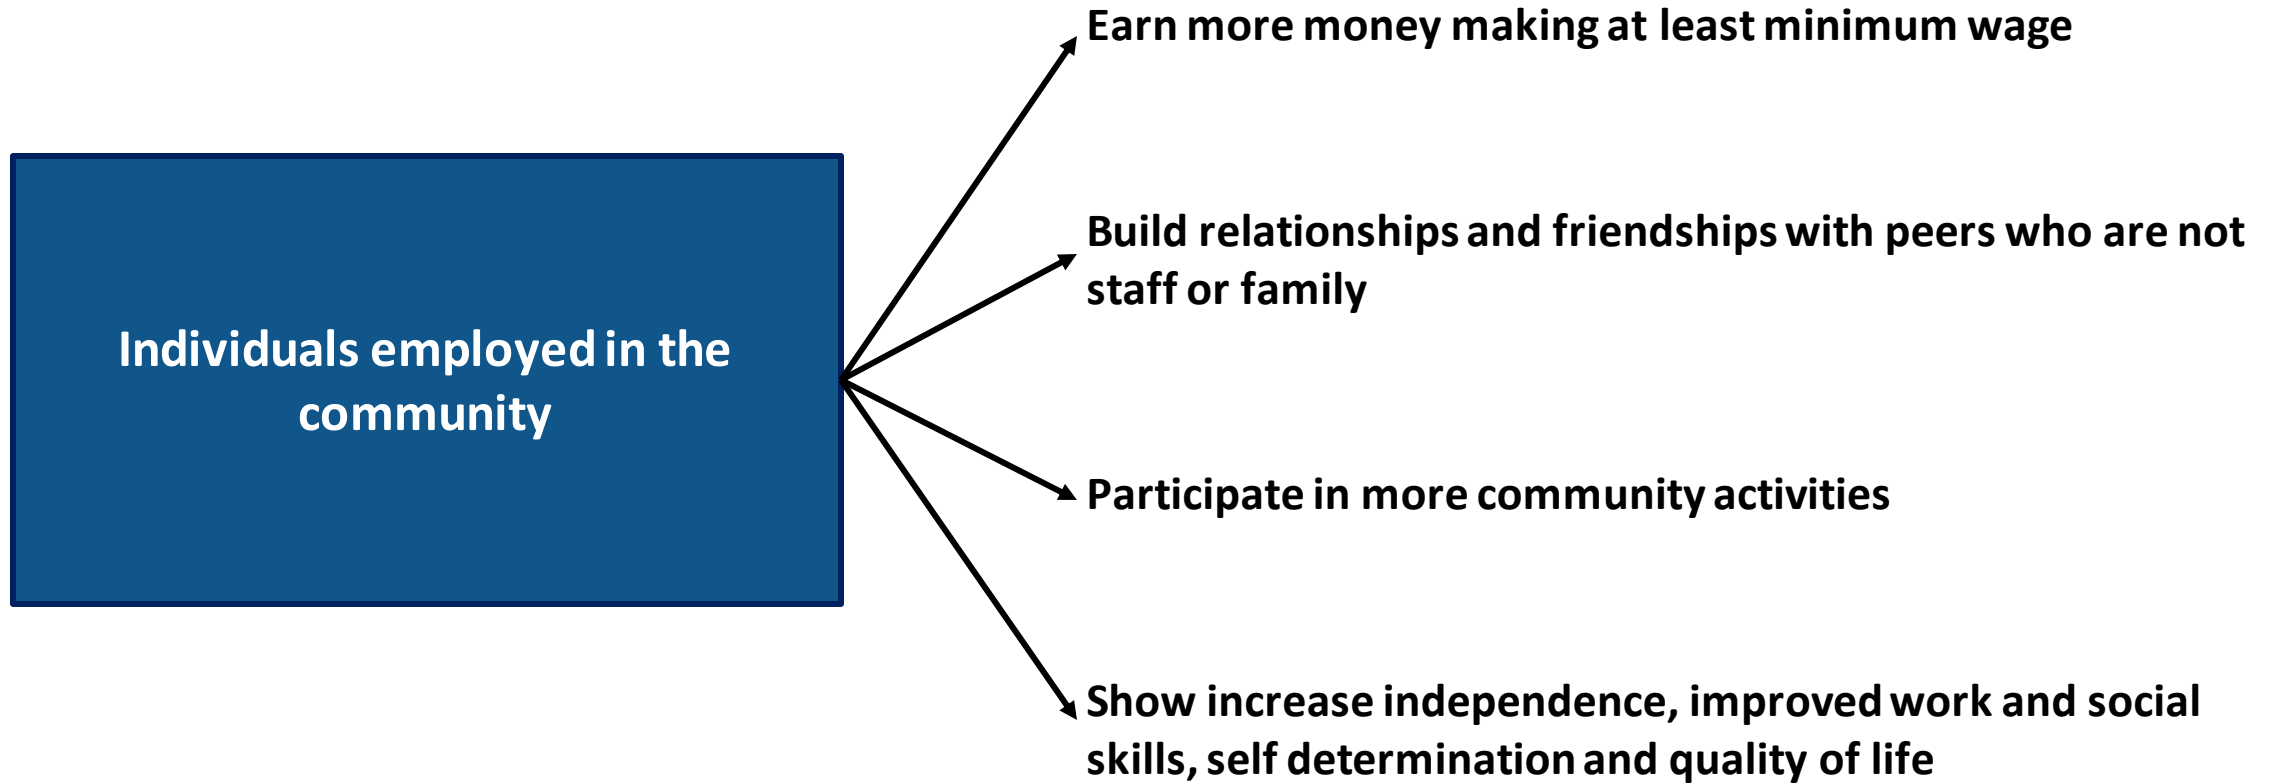 Earn more money making at least minimum wage
Build relationships and friendships with peers who are not
staff or family
Individuals employed in the
community
Participate in more community activities
Show increase independence, improved work and social
skills, self determination and quality of life